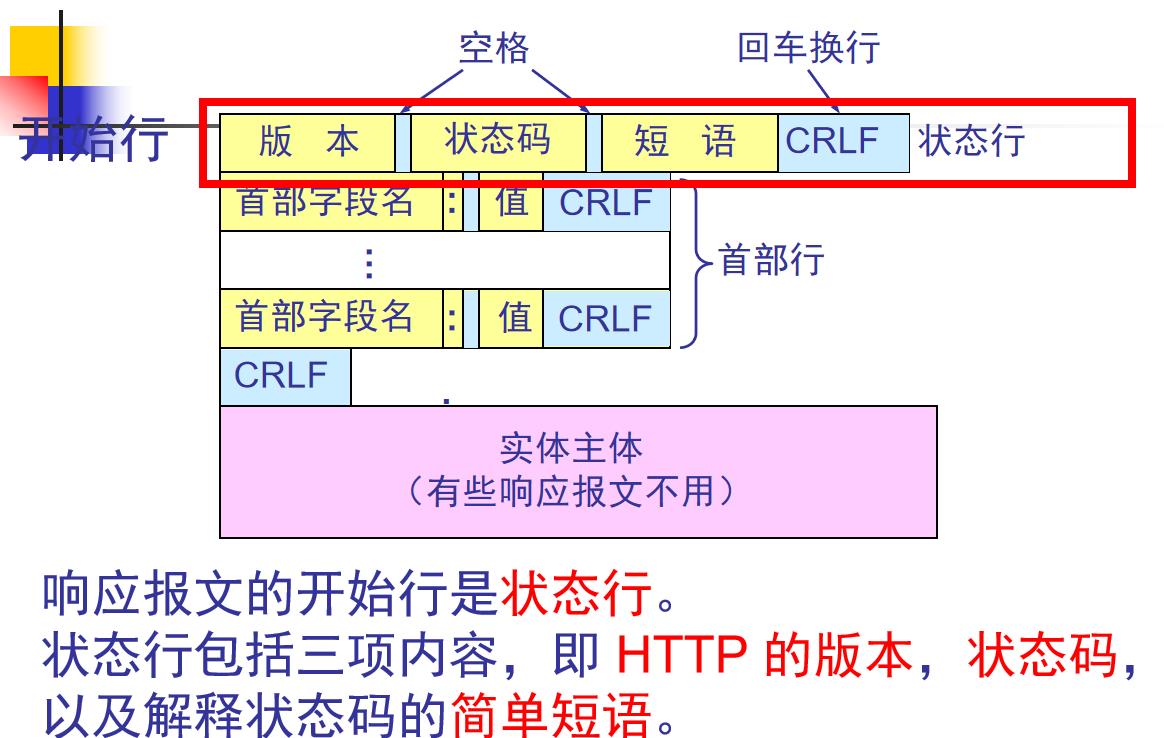 空格 回车换行
开始行 版 本 状态码 短 语 CRLF 状态行
首部字段名 : 值 CRLF
⋮ 首部行
首部字段名 : 值 CRLF
CRLF
实体主体
（有些响应报文不用）
响应报文的开始行是状态行。
状态行包括三项内容，即 HTTP 的版本，状态码，
以及解释状态码的简单短语。